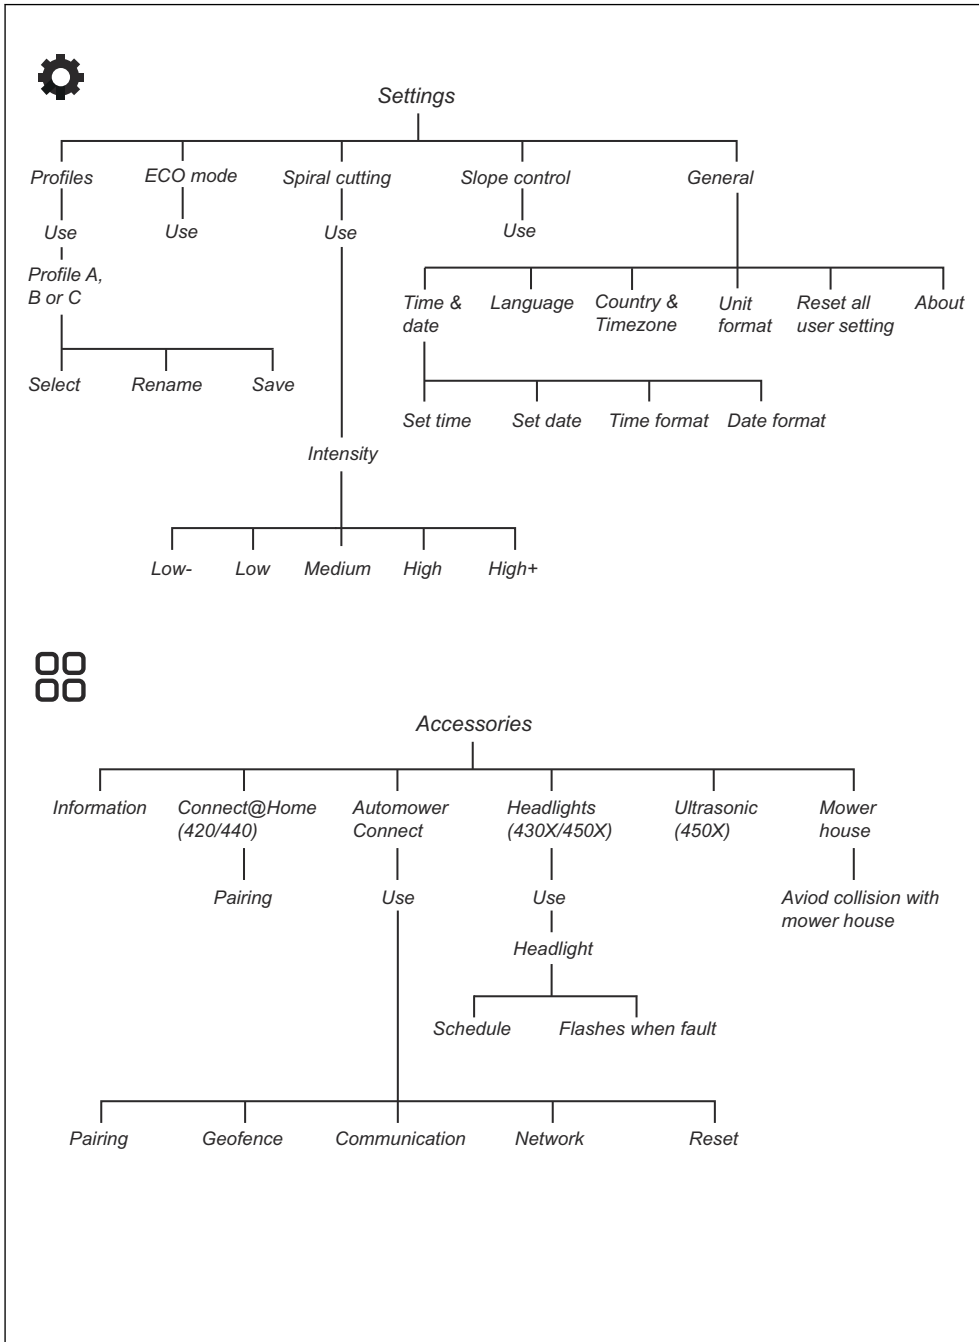 Settings
Profiles
ECO mode
Spiral cutting
Slope control
General
Use
Use
Use
Use
Profile A,
B or C
Time &
date
Language
Country &
Timezone
Unit
format
Reset all
user setting
About
Select
Rename
Save
Set time
Set date
Time format
Date format
Intensity
Low-
Low
Medium
High
High+
Accessories
Information
Connect@Home
(420/440)
Automower
Connect
Headlights
(430X/450X)
Ultrasonic
(450X)
Mower
house
Pairing
Use
Use
Aviod collision with
mower house
Headlight
Schedule
Flashes when fault
Pairing
Geofence
Communication
Network
Reset